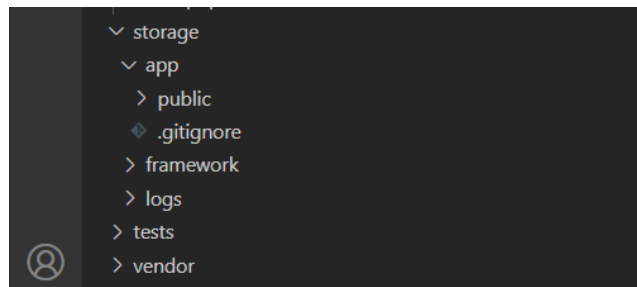 storage
app
public
.gitignore
framework
logs
tests
vendor